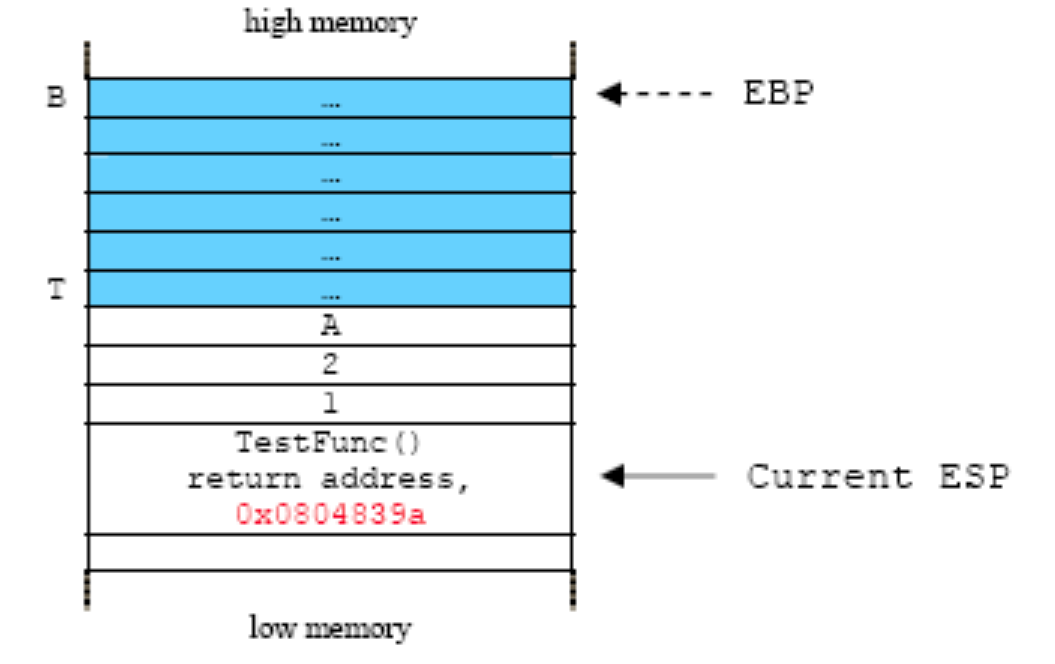 high memory
B ... EBP
...
...
...
...
T ...
A
2
1
TestFunc()
return address, Current ESP
0x0804839a
low memory